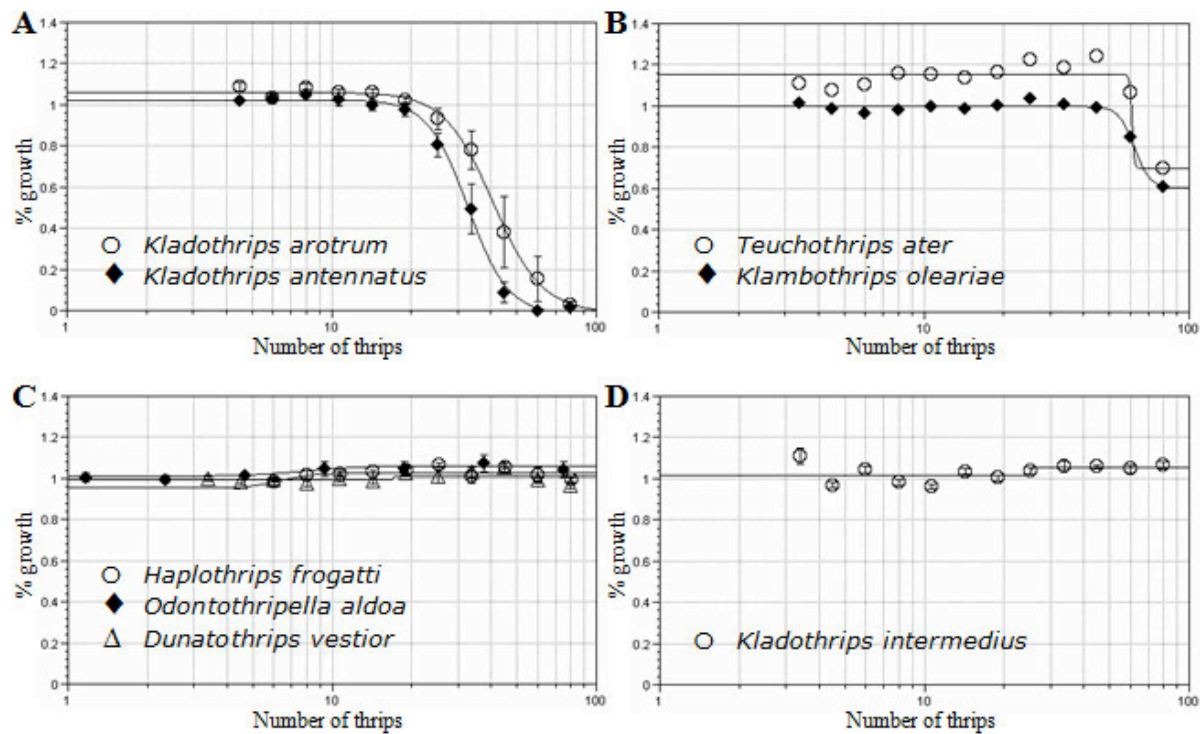 A
1.4
1.2
1
0.8
0.6
0.4
0.2
0
% growth
Kladothrips arotrum
Kladothrips antennatus
1
10
100
Number of thrips
B
1.4
1.2
1
0.8
0.6
0.4
0.2
0
% growth
Teuchothrips ater
Klambothrips oleariae
1
10
100
Number of thrips
C
1.4
1.2
1
0.8
0.6
0.4
0.2
0
% growth
Haplothrips frogatti
Odontothripella aldoa
Dunatothrips vestior
1
10
100
Number of thrips
D
1.4
1.2
1
0.8
0.6
0.4
0.2
0
% growth
Kladothrips intermedius
1
10
100
Number of thrips